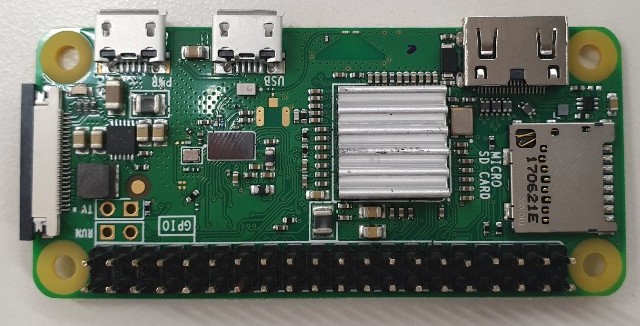 PWR
USB
MICRO
SD CARD
170621E
TV
RUN
GPIO